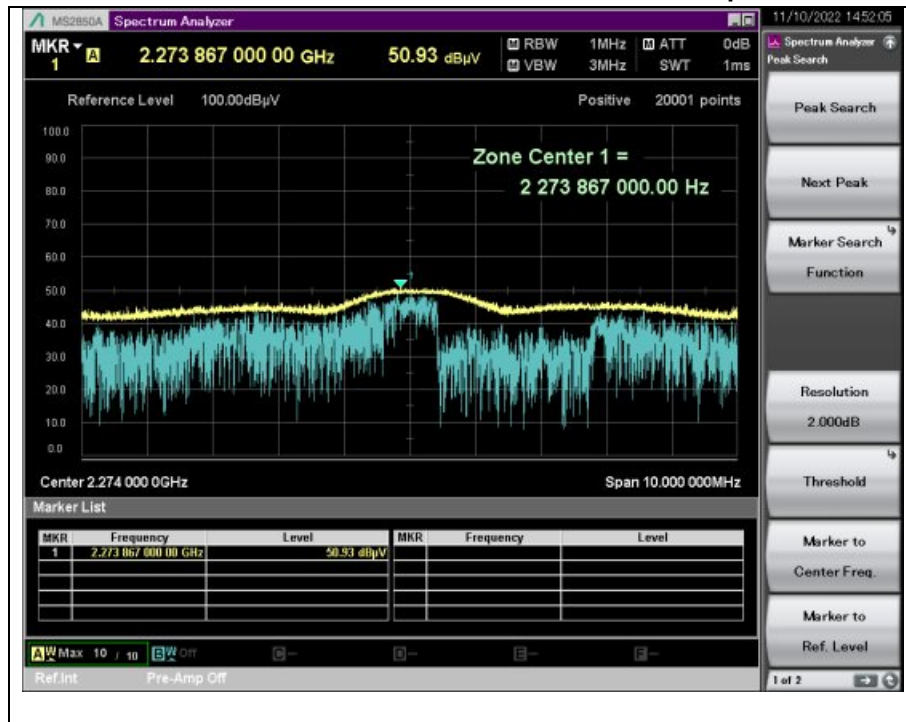 MS2850A Spectrum Analyzer
11/10/2022 14:52:05
MKR 1 A 2.273 867 000 00 GHz 50.93 dBµV
M RBW 1MHz M ATT 0dB
M VBW 3MHz SWT 1ms
Spectrum Analyzer
Peak Search
Reference Level 100.00dBµV Positive 20001 points
100.0
90.0
80.0
70.0
60.0
50.0
40.0
30.0
20.0
10.0
0.0
Zone Center 1 =
2 273 867 000.00 Hz
1
Center 2.274 000 0GHz Span 10.000 000MHz
Marker List
MKR Frequency Level MKR Frequency Level
1 2.273 867 000 00 GHz 50.93 dBµV
A W Max 10 / 10 B W Off C -- D -- E -- F --
Ref.Int Pre-Amp Off
Peak Search
Next Peak
Marker Search
Function
Resolution
2.000dB
Threshold
Marker to
Center Freq.
Marker to
Ref. Level
1 of 2